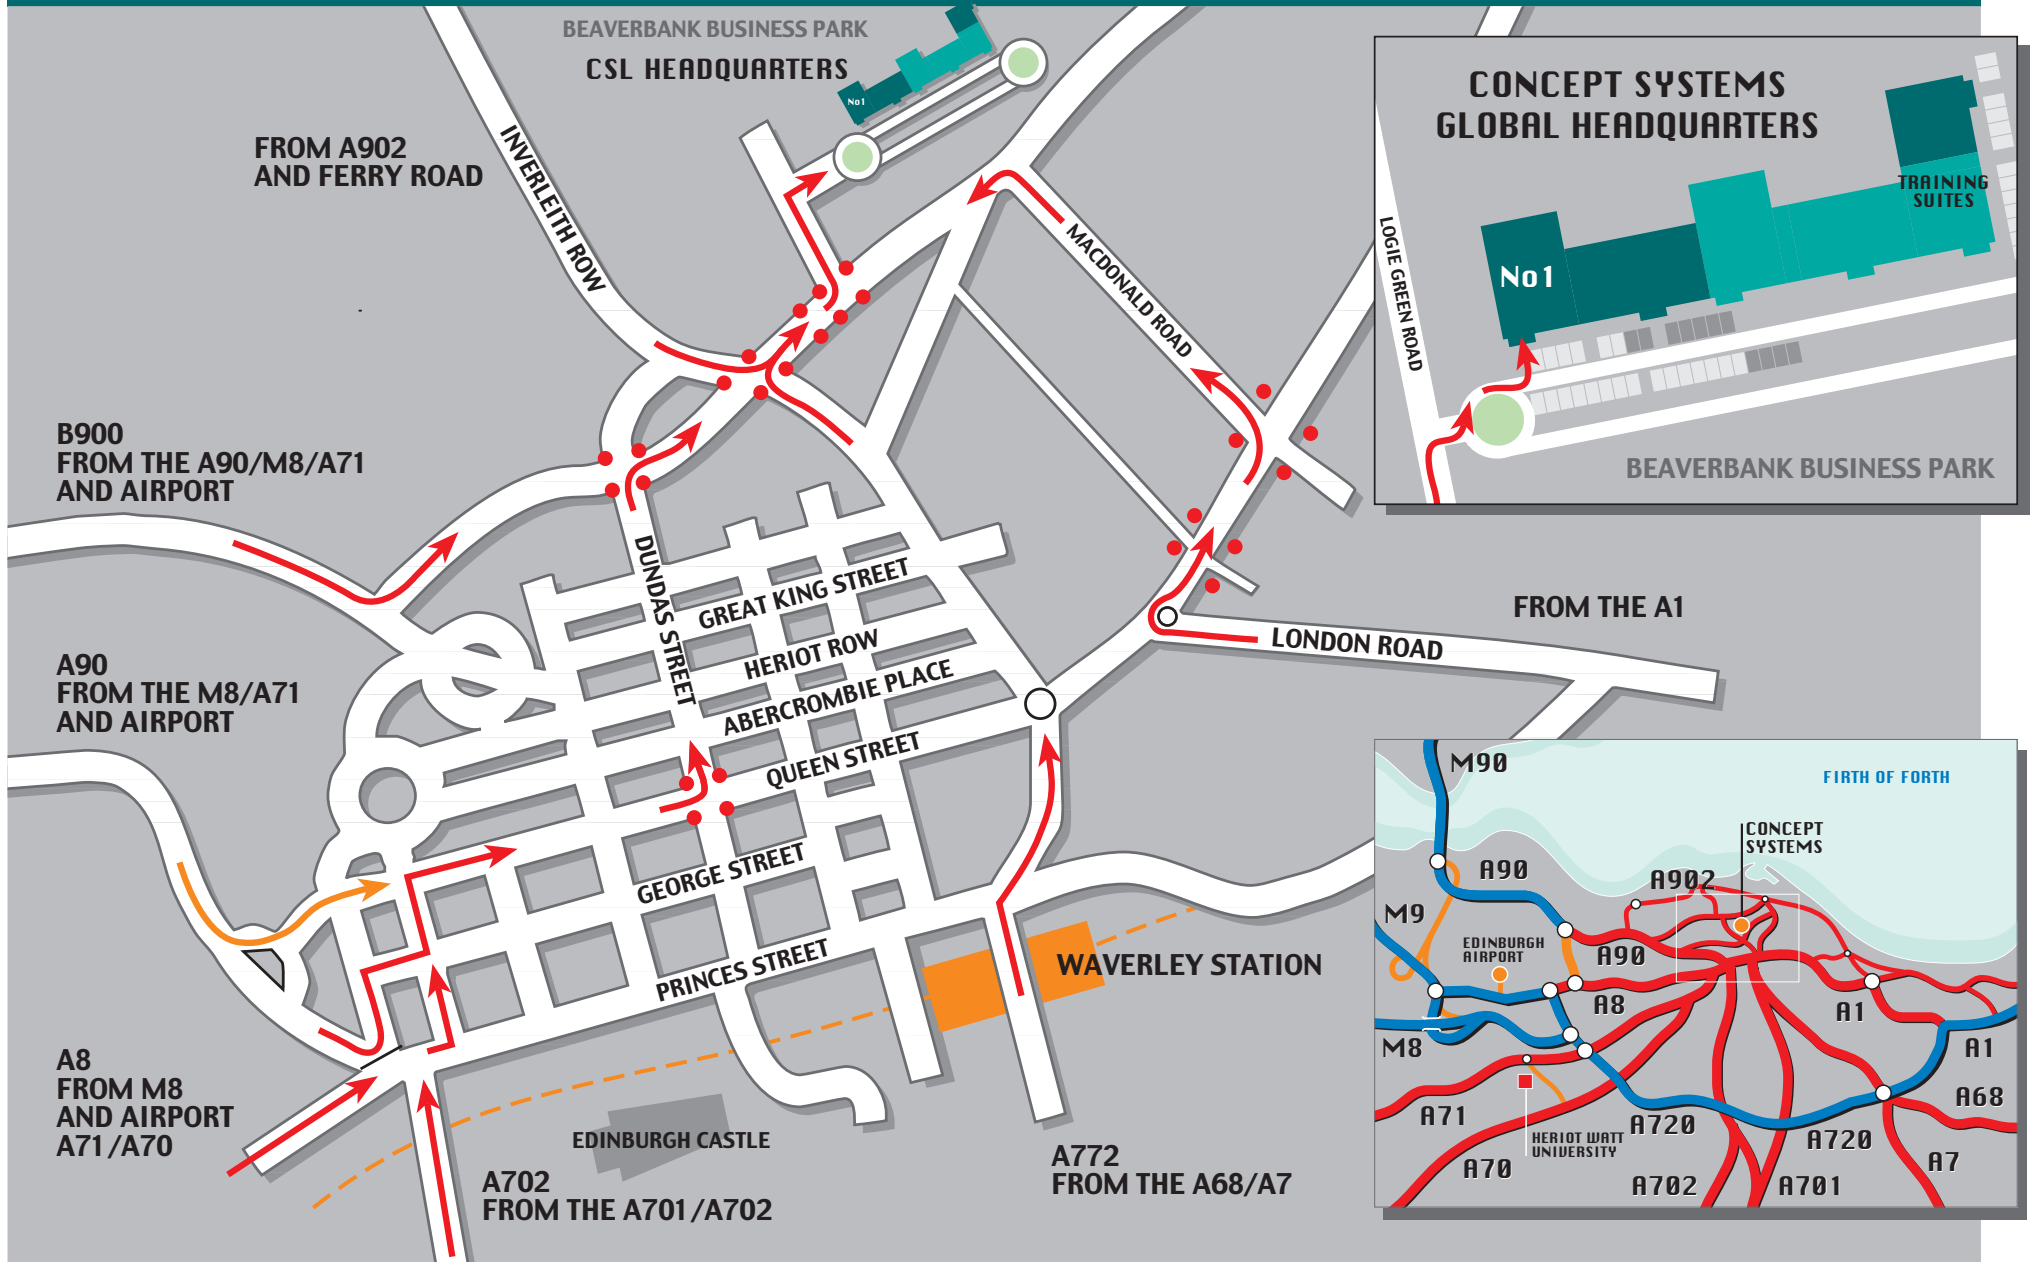 BEAVERBANK BUSINESS PARK
CSL HEADQUARTERS
No1
FROM A902
AND FERRY ROAD
INVERLEITH ROW
MACDONALD ROAD
B900
FROM THE A90/M8/A71
AND AIRPORT
A90
FROM THE M8/A71
AND AIRPORT
DUNDAS STREET
GREAT KING STREET
HERIOT ROW
ABERCROMBIE PLACE
QUEEN STREET
GEORGE STREET
PRINCES STREET
FROM THE A1
LONDON ROAD
WAVERLEY STATION
A8
FROM M8
AND AIRPORT
A71/A70
EDINBURGH CASTLE
A702
FROM THE A701/A702
A772
FROM THE A68/A7
CONCEPT SYSTEMS
GLOBAL HEADQUARTERS
TRAINING
SUITES
No1
LOGIE GREEN ROAD
BEAVERBANK BUSINESS PARK
M90
FIRTH OF FORTH
CONCEPT
SYSTEMS
A90
A902
M9
EDINBURGH
AIRPORT
A90
A8
A1
M8
A1
A71
A68
A720
A720
HERIOT WATT
UNIVERSITY
A70
A7
A702
A701